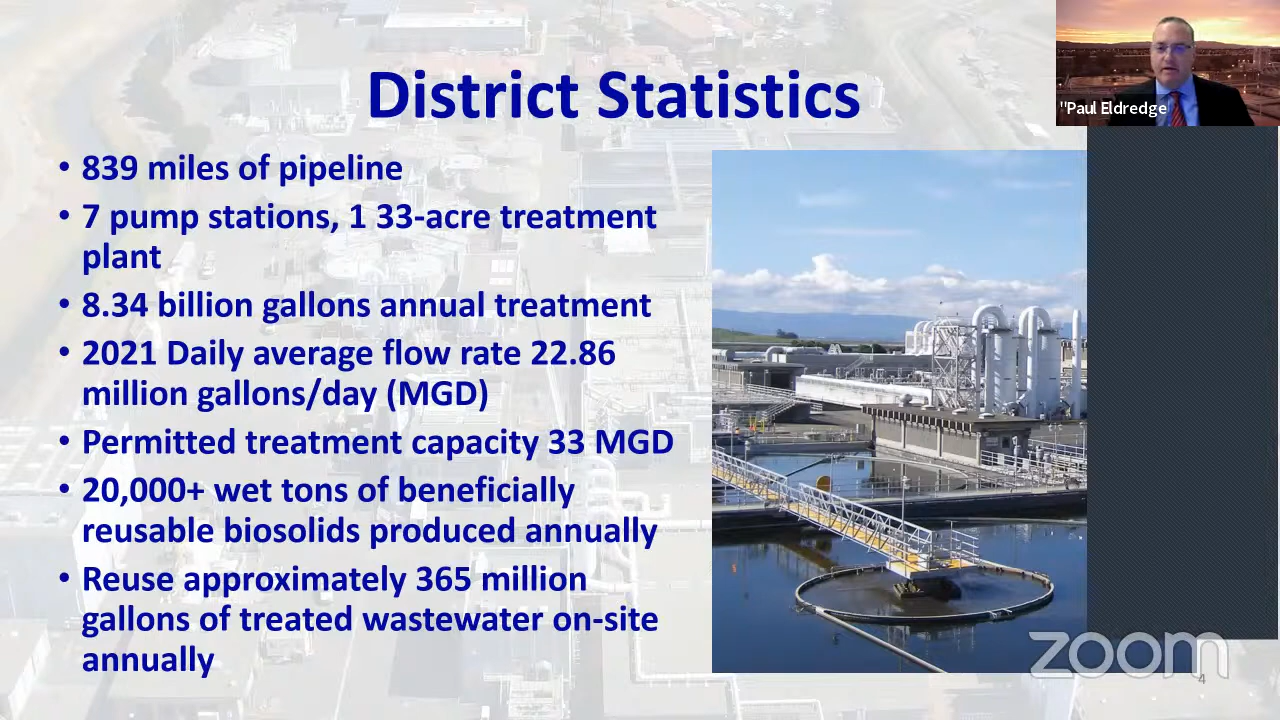 District Statistics
"Paul Eldredge
• 839 miles of pipeline
• 7 pump stations, 1 33-acre treatment
plant
• 8.34 billion gallons annual treatment
• 2021 Daily average flow rate 22.86
million gallons/day (MGD)
• Permitted treatment capacity 33 MGD
• 20,000+ wet tons of beneficially
reusable biosolids produced annually
• Reuse approximately 365 million
gallons of treated wastewater on-site
annually
zoom
4